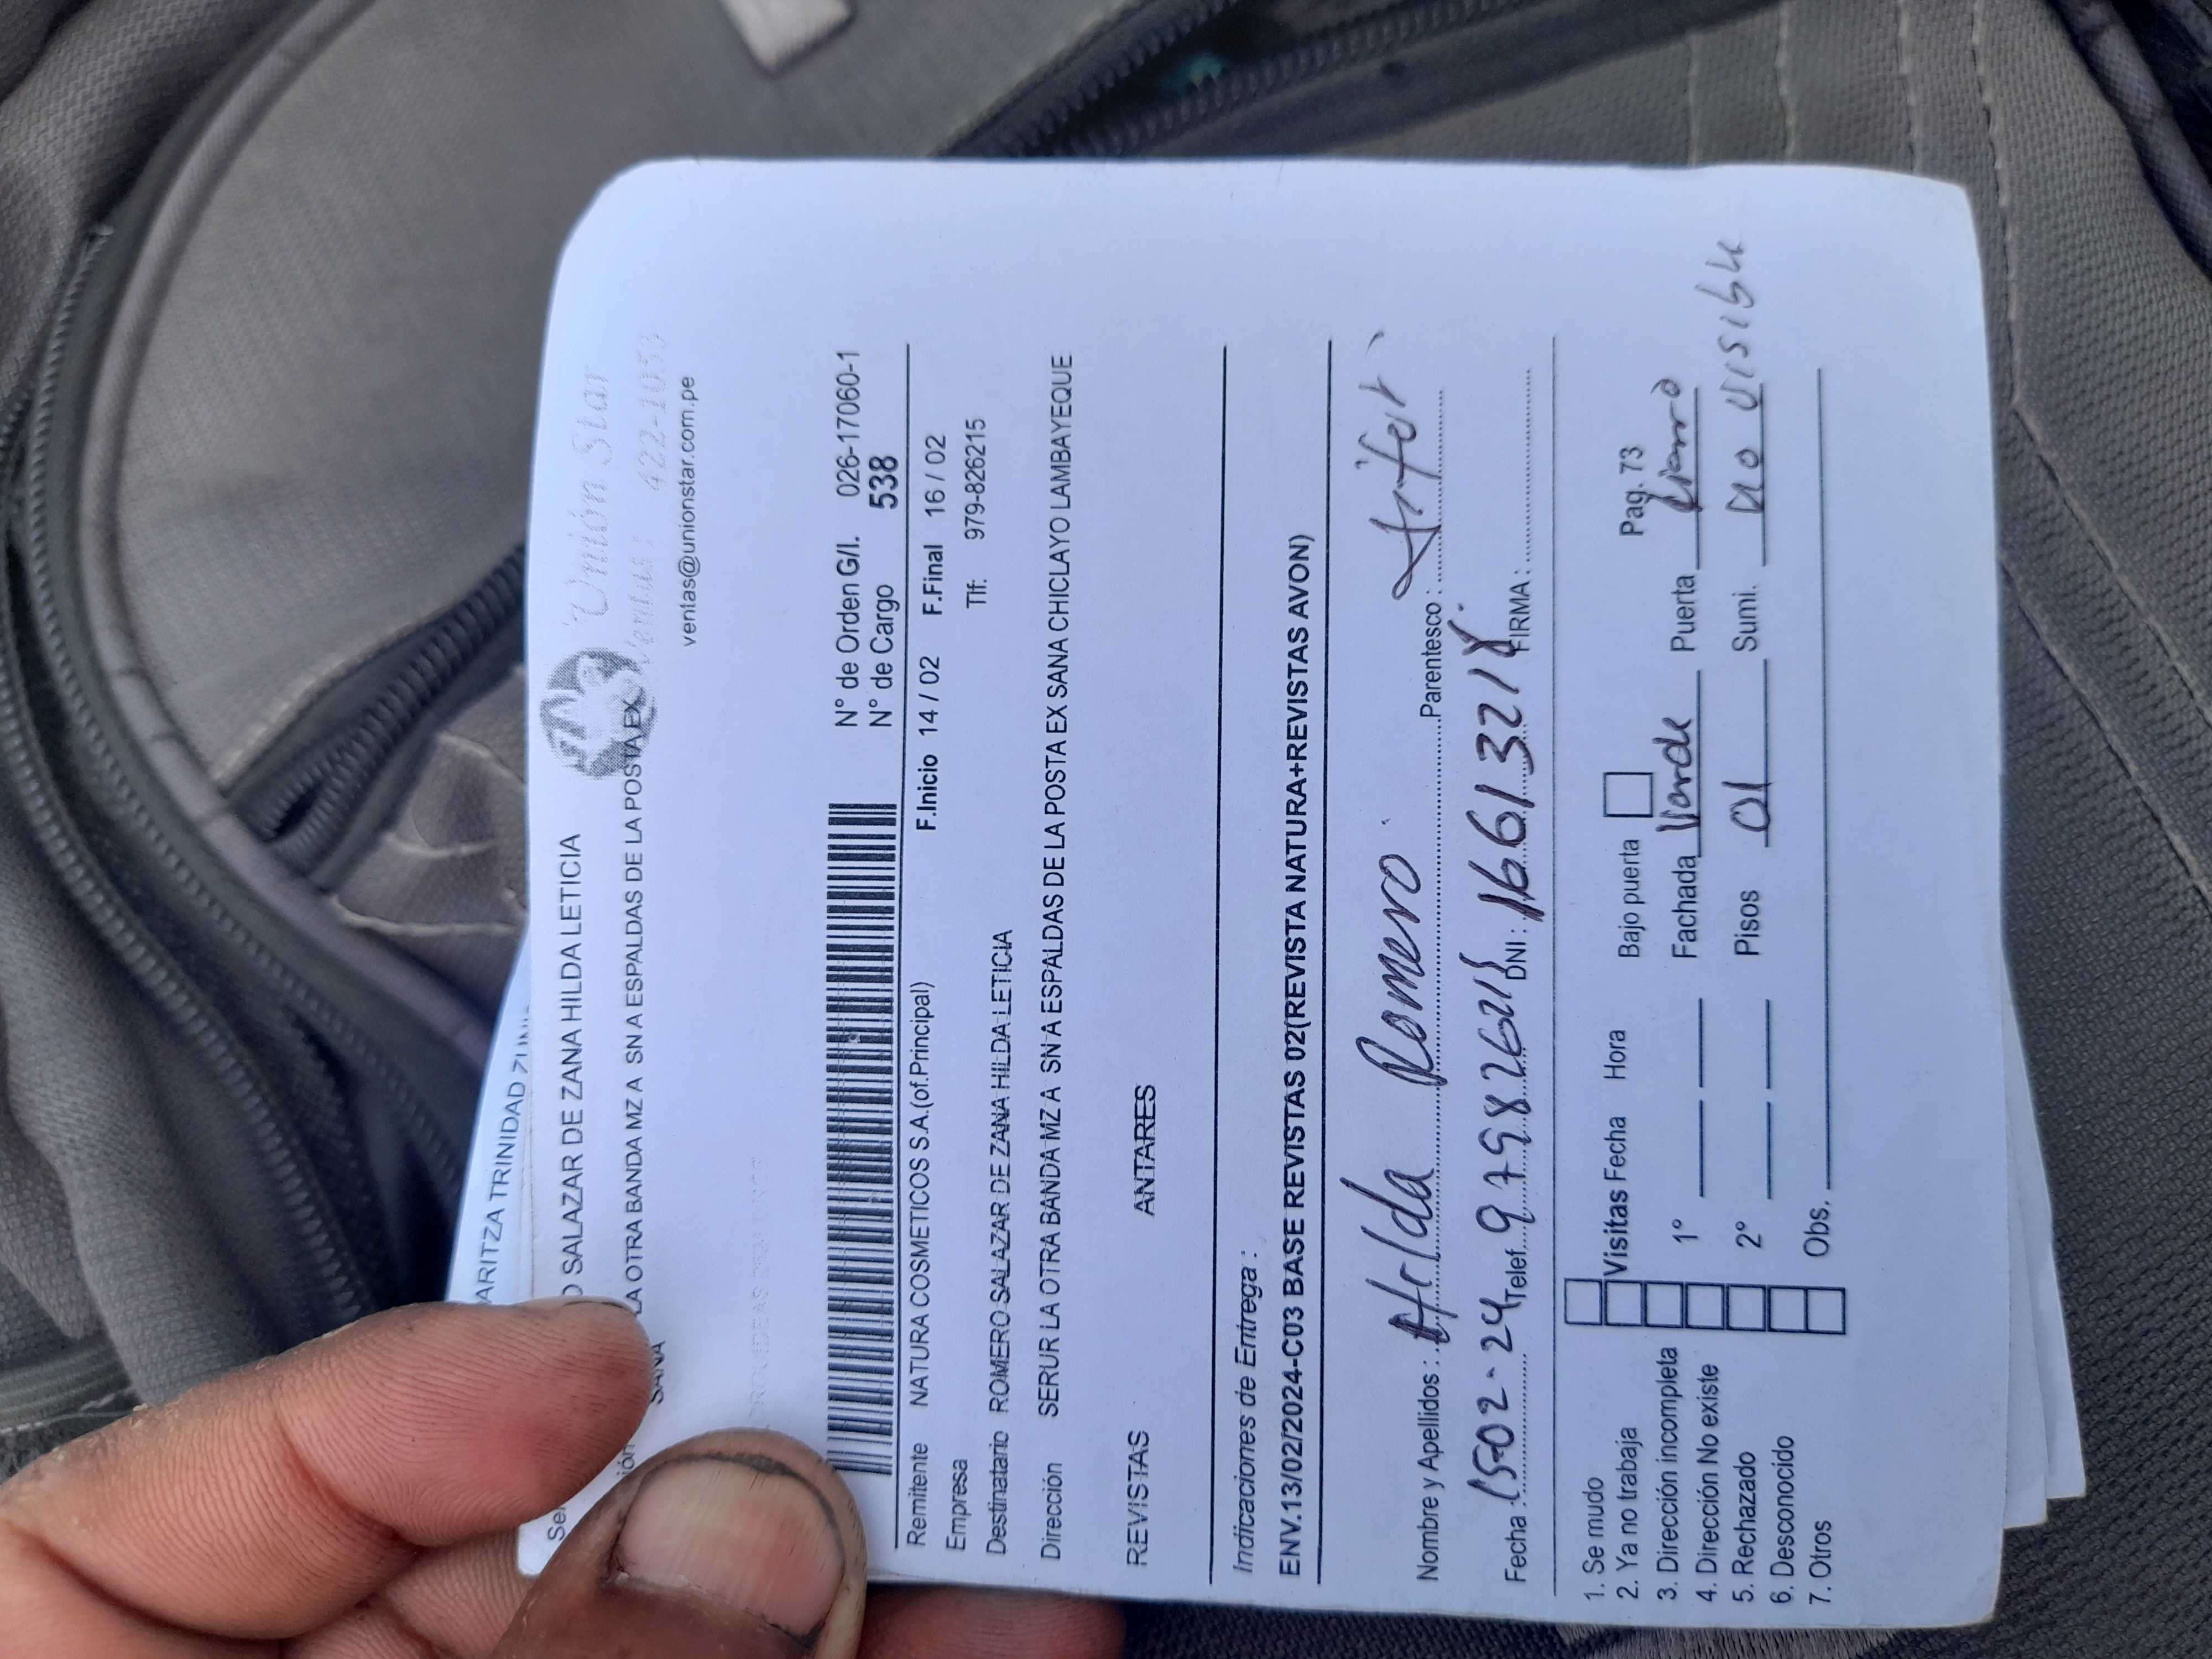 ARITZA TRINIDAD
SALAZAR DE ZANA HILDA LETICIA
LA OTRA BANDA MZ A SN A ESPALDAS DE LA POSTA EX
SANA
Unión Star
Ventas: 422-1053
ventas@unionstar.com.pe
N° de Orden G/I. 026-17060-1
N° de Cargo 538
Remitente NATURA COSMETICOS S.A.(of.Principal) F.Inicio 14 / 02 F.Final 16 / 02
Empresa Tlf: 979-826215
Destinatario ROMERO SALAZAR DE ZANA HILDA LETICIA
Dirección SERUR LA OTRA BANDA MZ A SN A ESPALDAS DE LA POSTA EX SANA CHICLAYO LAMBAYEQUE
REVISTAS ANTARES
Indicaciones de Entrega :
ENV.13/02/2024-C03 BASE REVISTAS 02(REVISTA NATURA+REVISTAS AVON)
Nombre y Apellidos : Hilda Romero Parentesco :
Fecha : 1502-24 Telef. 979826215 DNI : 16613218 FIRMA :
1. Se mudo
2. Ya no trabaja Visitas Fecha Hora Bajo puerta Pag. 73
3. Dirección incompleta 1° Fachada Verde Puerta Fierro
4. Dirección No existe
5. Rechazado 2° Pisos 01 Sumi. No visible
6. Desconocido
7. Otros Obs.